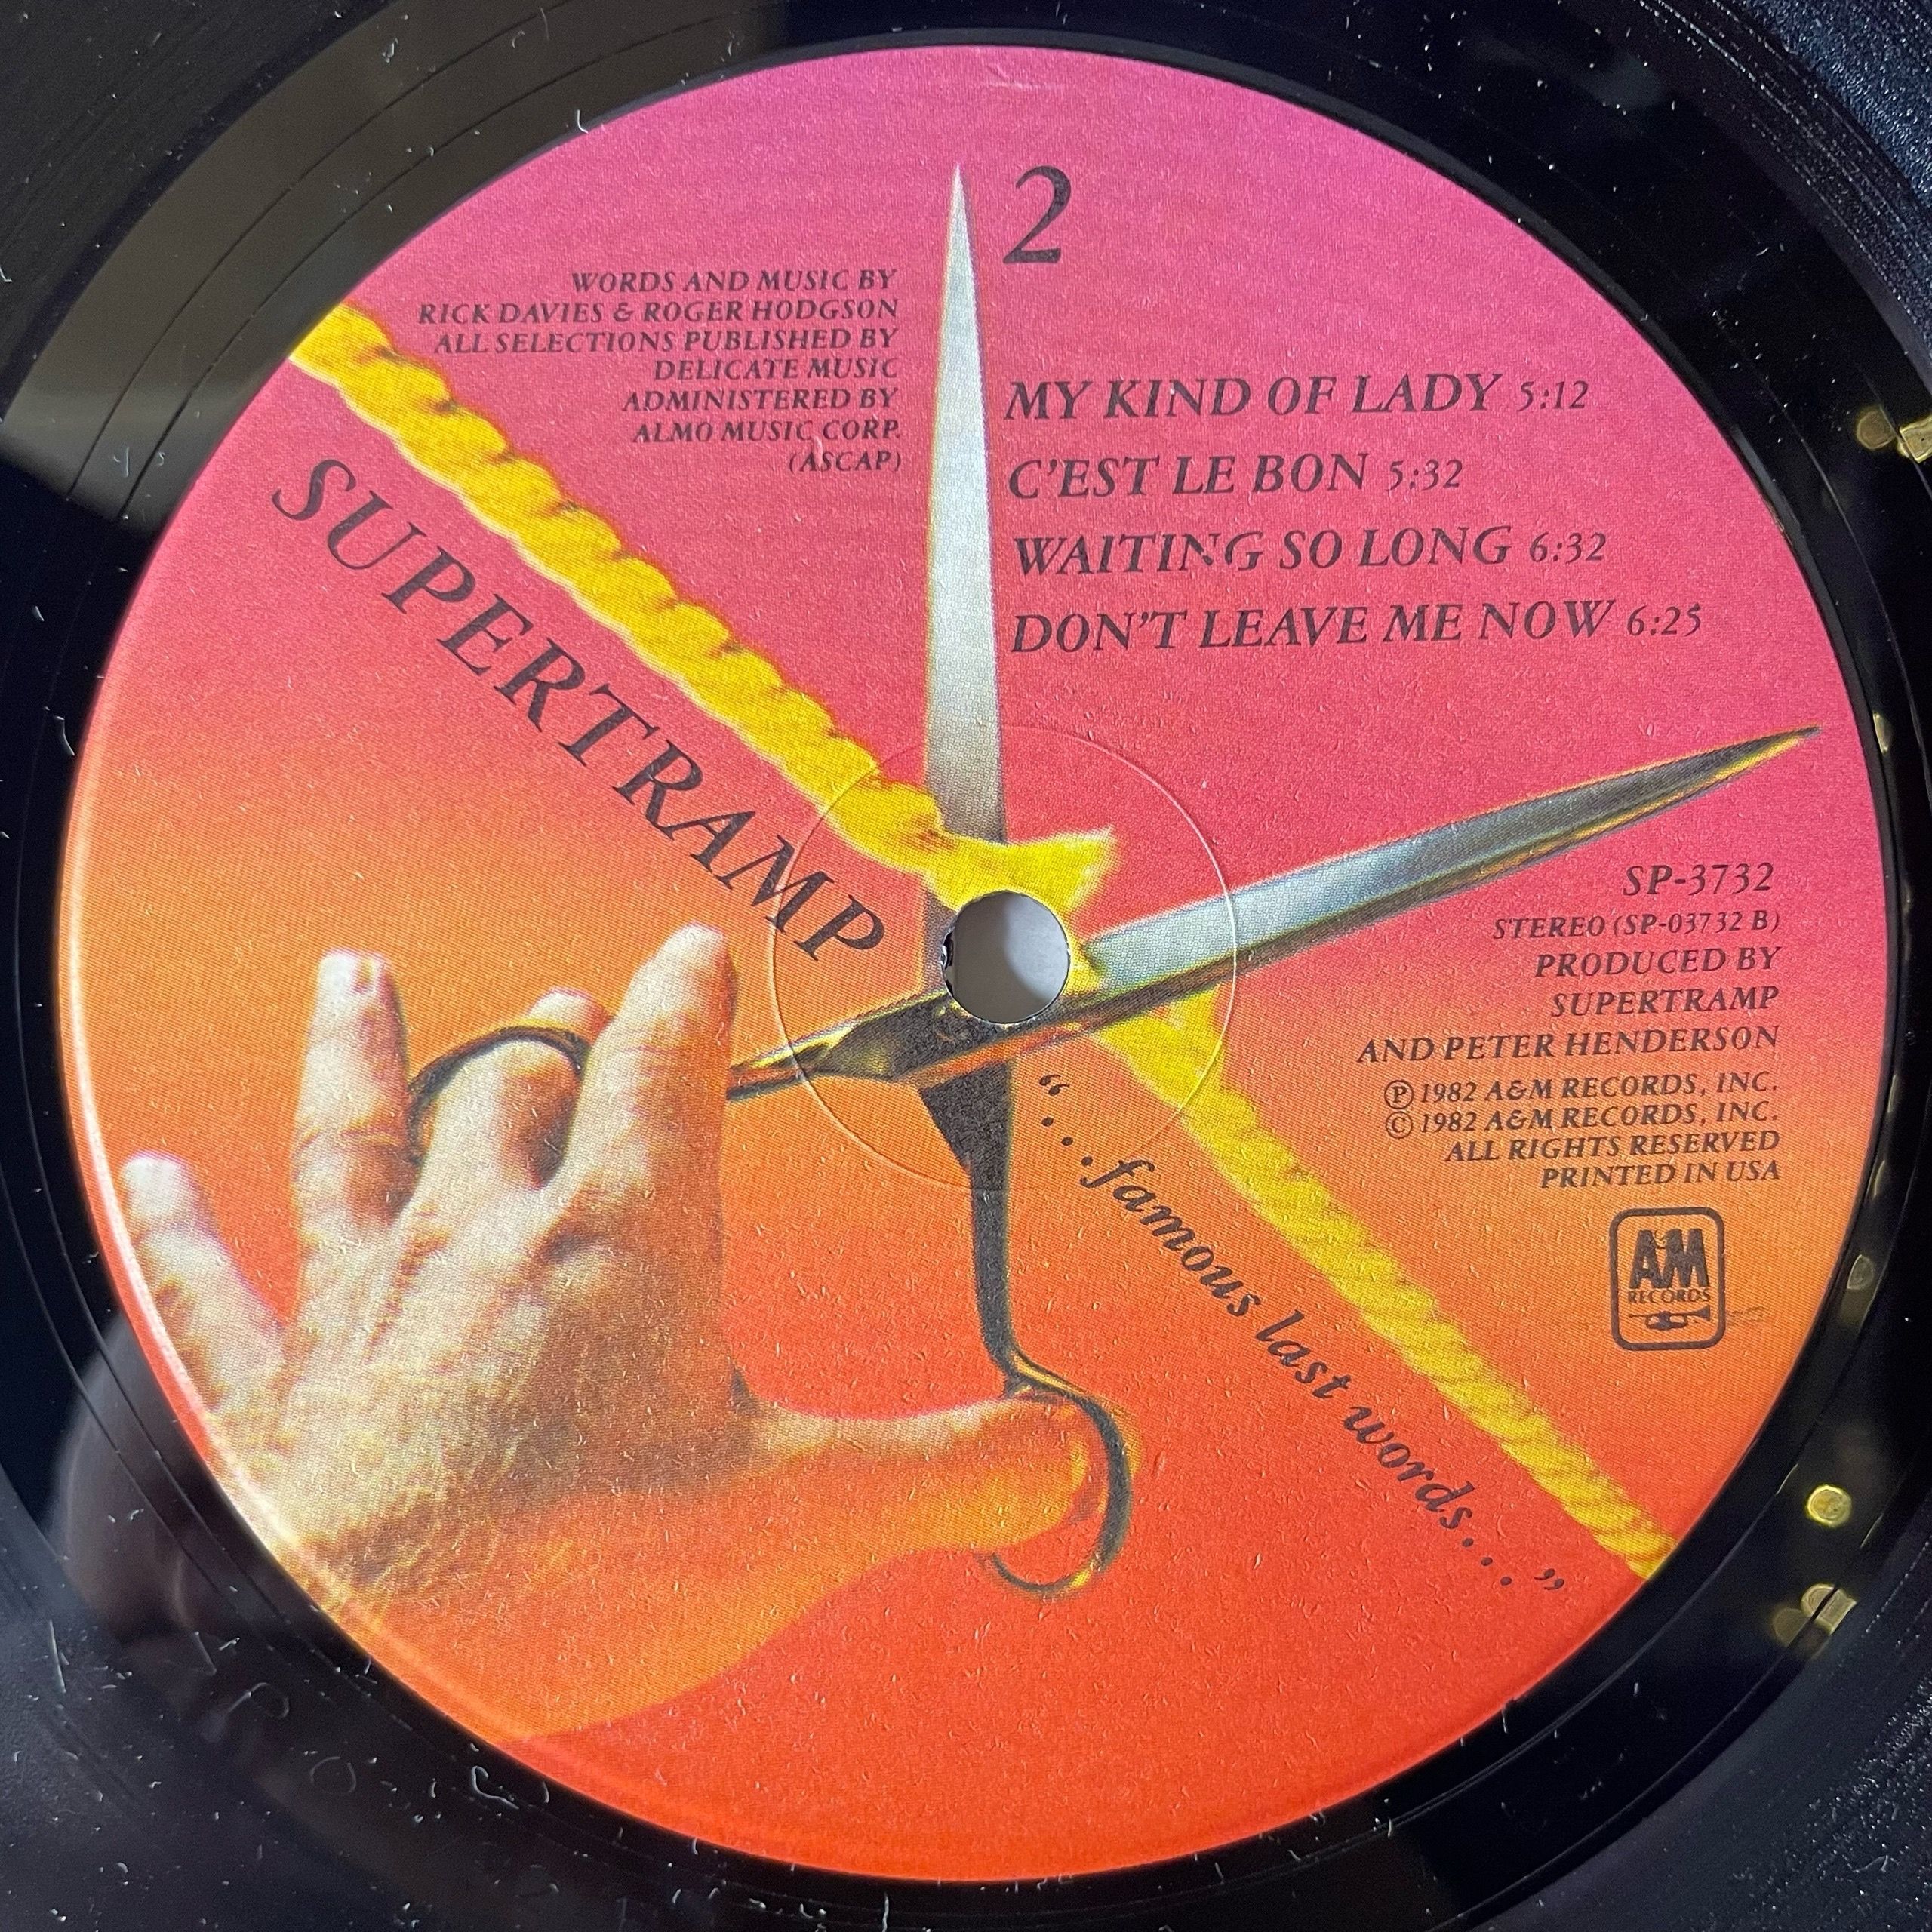 2
WORDS AND MUSIC BY
RICK DAVIES & ROGER HODGSON
ALL SELECTIONS PUBLISHED BY
DELICATE MUSIC
ADMINISTERED BY
ALMO MUSIC CORP.
(ASCAP)
MY KIND OF LADY 5:12
C'EST LE BON 5:32
WAITING SO LONG 6:32
DON'T LEAVE ME NOW 6:25
SUPERTRAMP
SP-3732
STEREO (SP-03732 B)
PRODUCED BY
SUPERTRAMP
AND PETER HENDERSON
Ⓟ 1982 A&M RECORDS, INC.
© 1982 A&M RECORDS, INC.
ALL RIGHTS RESERVED
PRINTED IN USA
"...famous last words..."
A&M
RECORDS